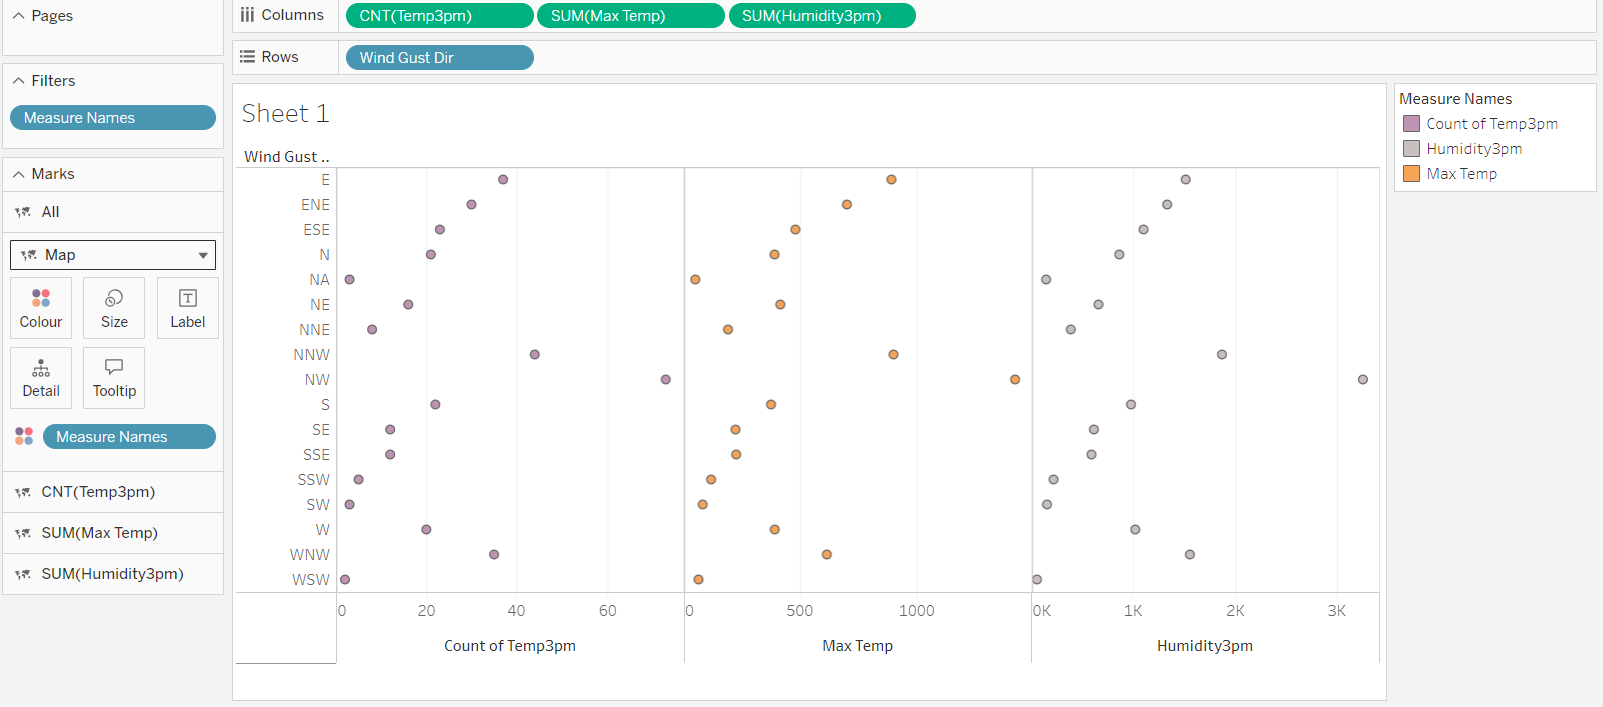 Pages
Columns
CNT(Temp3pm)
SUM(Max Temp)
SUM(Humidity3pm)
Rows
Wind Gust Dir
Filters
Measure Names
Marks
All
Map
Colour
Size
Label
Detail
Tooltip
Measure Names
CNT(Temp3pm)
SUM(Max Temp)
SUM(Humidity3pm)
Sheet 1
Wind Gust ..
E
ENE
ESE
N
NA
NE
NNE
NNW
NW
S
SE
SSE
SSW
SW
W
WNW
WSW
0 20 40 60
Count of Temp3pm
0 500 1000
Max Temp
0K 1K 2K 3K
Humidity3pm
Measure Names
Count of Temp3pm
Humidity3pm
Max Temp